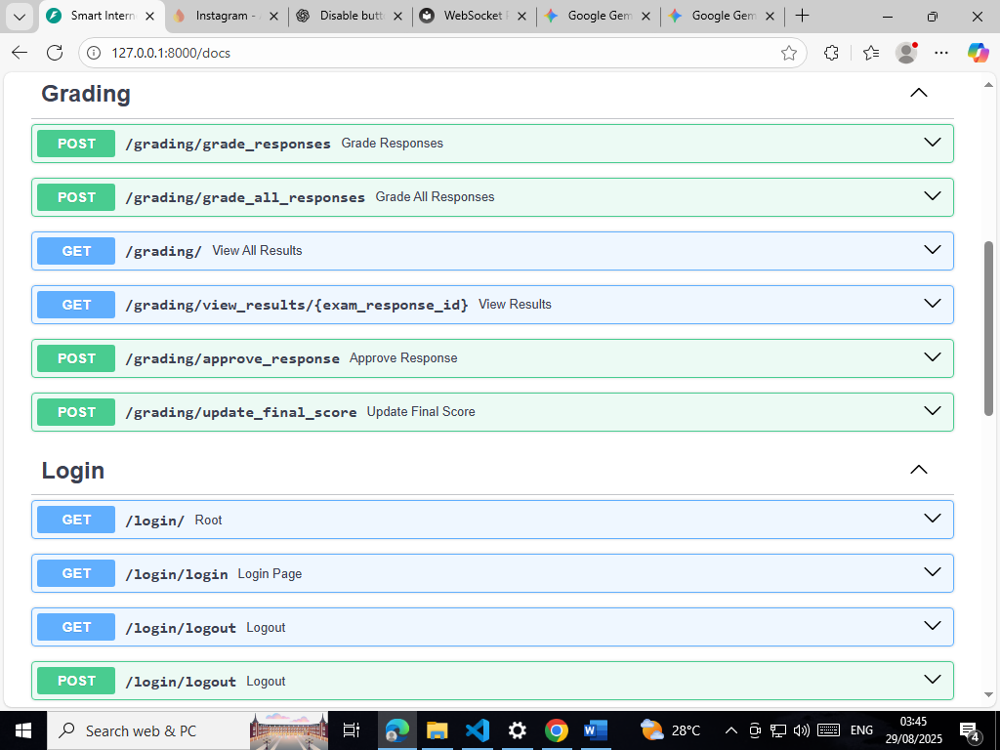 Smart Intern
Instagram -
Disable butt
WebSocket
Google Gem
Google Gem
127.0.0.1:8000/docs
Grading
POST /grading/grade_responses Grade Responses
POST /grading/grade_all_responses Grade All Responses
GET /grading/ View All Results
GET /grading/view_results/{exam_response_id} View Results
POST /grading/approve_response Approve Response
POST /grading/update_final_score Update Final Score
Login
GET /login/ Root
GET /login/login Login Page
GET /login/logout Logout
POST /login/logout Logout
Search web & PC
28°C
ENG
03:45
29/08/2025
4